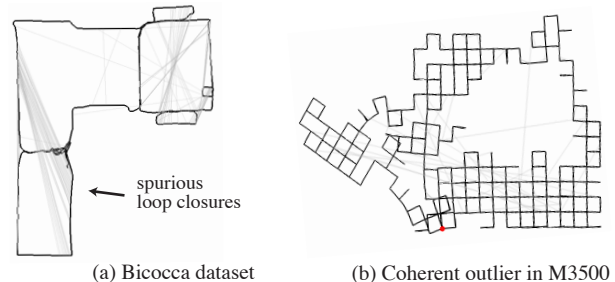 spurious
loop closures
(a) Bicocca dataset
(b) Coherent outlier in M3500